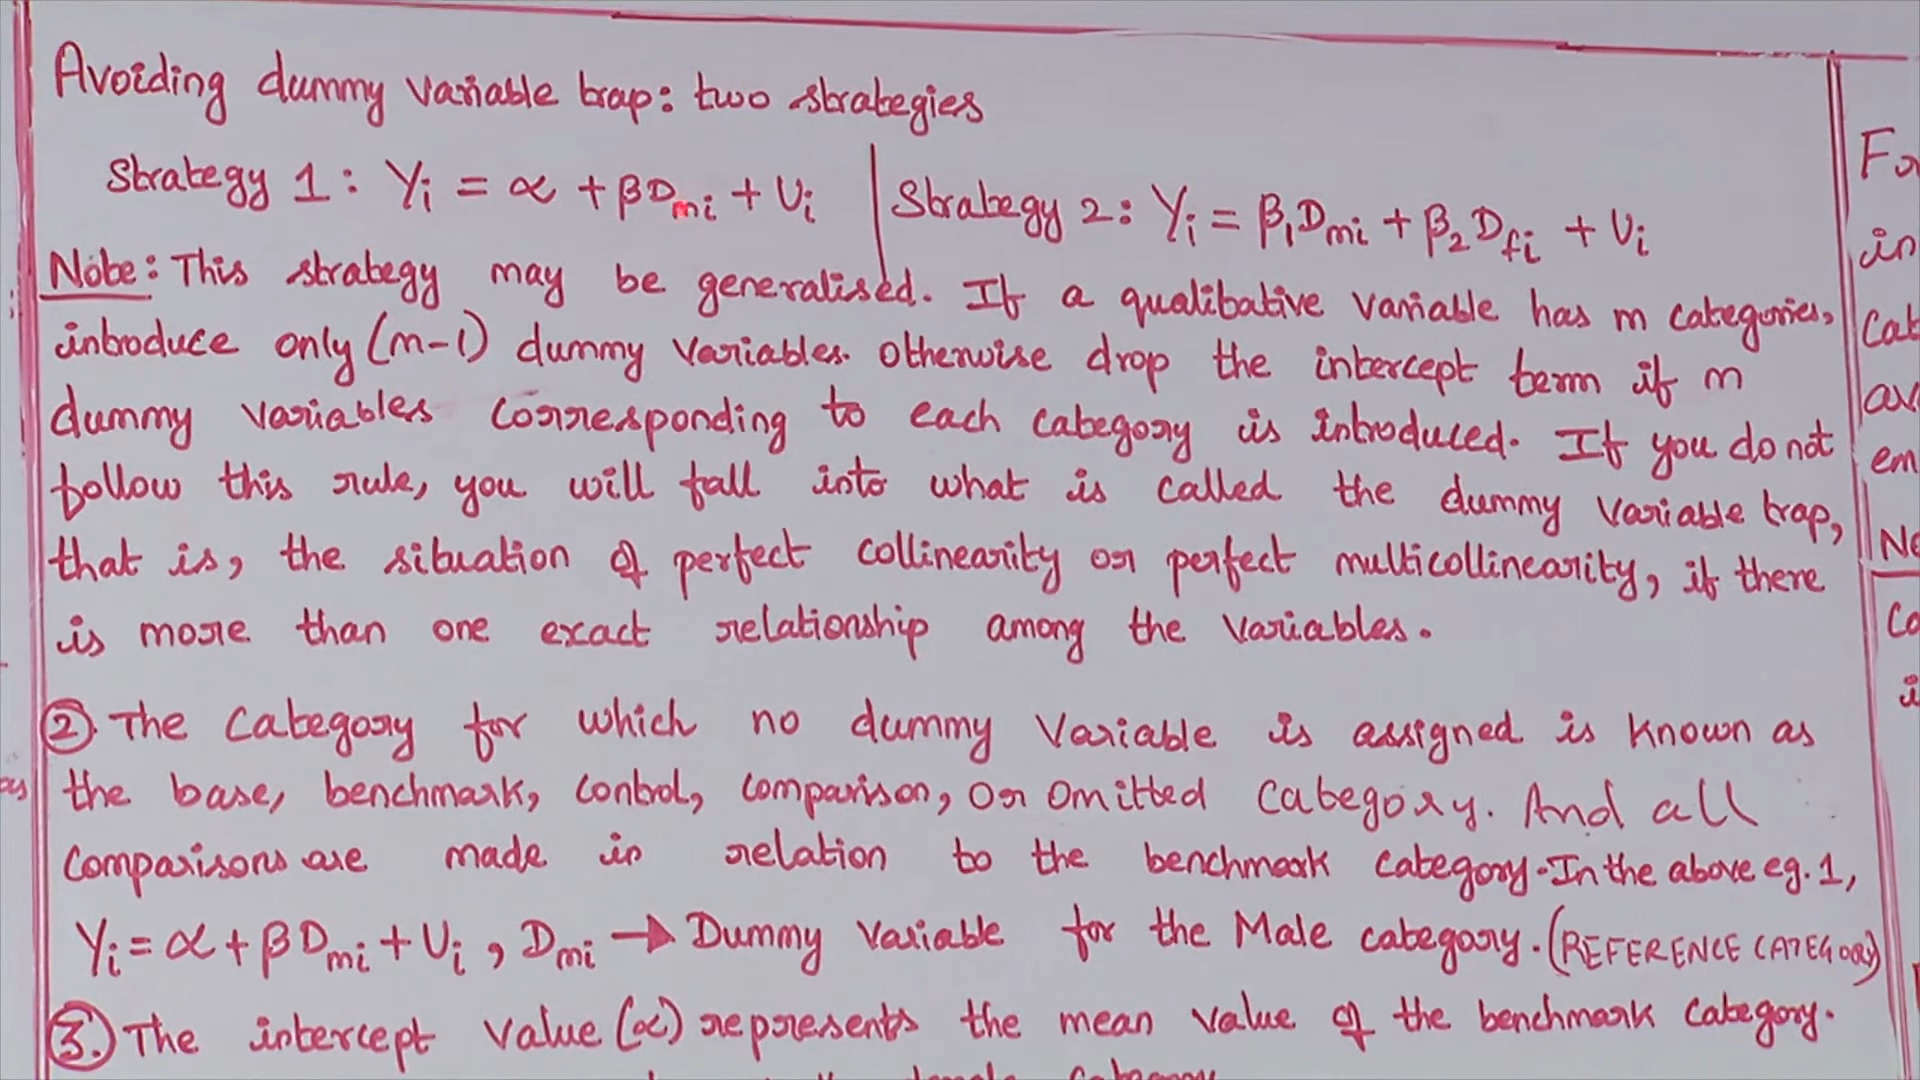 Avoiding dummy variable trap: two strategies
Strategy 1: Yi = α + βDmi + Ui | Strategy 2: Yi = β1Dmi + β2Dfi + Ui
Note: This strategy may be generalised. If a qualitative variable has m categories,
introduce only (m-1) dummy variables. Otherwise drop the intercept term if m
dummy variables corresponding to each category is introduced. If you do not
follow this rule, you will fall into what is called the dummy variable trap,
that is, the situation of perfect collinearity or perfect multicollinearity, if there
is more than one exact relationship among the variables.
② The category for which no dummy variable is assigned is known as
the base, benchmark, control, comparison, or omitted category. And all
comparisons are made in relation to the benchmark category. In the above eg. 1,
Yi = α + βDmi + Ui, Dmi → Dummy variable for the Male category. (REFERENCE CATEGORY)
③. The intercept value (α) represents the mean value of the benchmark category.
in
em